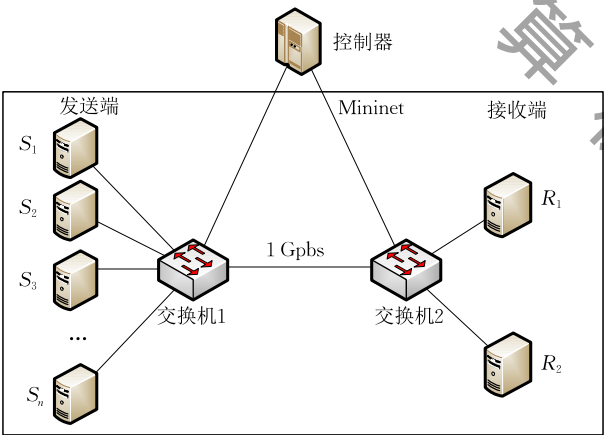 控制器
Mininet
发送端
接收端
S₁
S₂
S₃
...
Sₙ
1 Gpbs
交换机1
交换机2
R₁
R₂
算